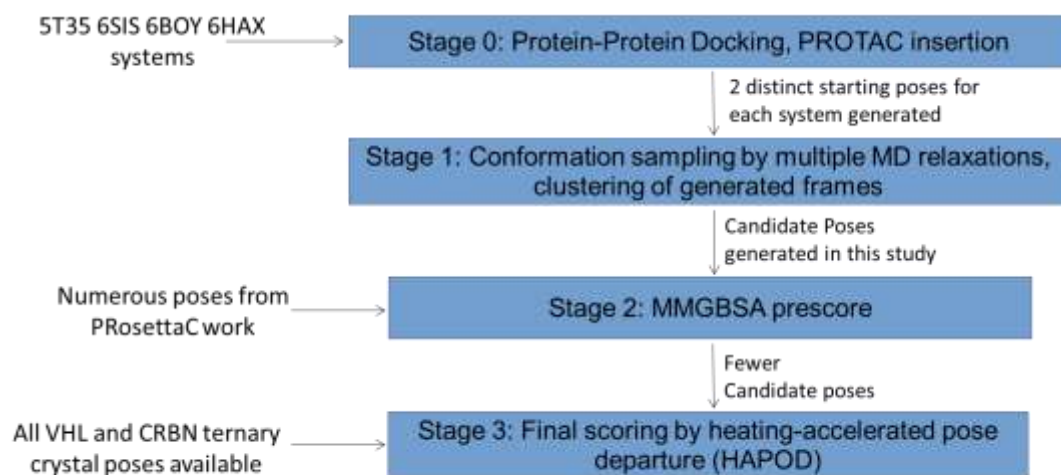 5T35 6SIS 6BOY 6HAX
systems
Stage 0: Protein-Protein Docking, PROTAC insertion
2 distinct starting poses for
each system generated
Stage 1: Conformation sampling by multiple MD relaxations,
clustering of generated frames
Candidate Poses
generated in this study
Numerous poses from
PRosettaC work
Stage 2: MMGBSA prescore
Fewer
Candidate poses
All VHL and CRBN ternary
crystal poses available
Stage 3: Final scoring by heating-accelerated pose
departure (HAPOD)